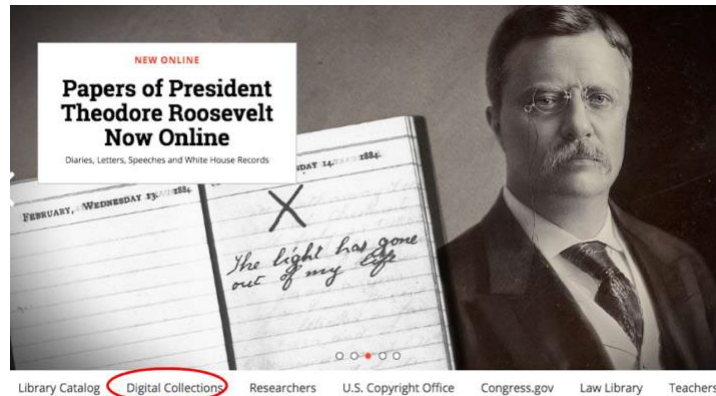 NEW ONLINE
Papers of President
Theodore Roosevelt
Now Online
Diaries, Letters, Speeches and White House Records
FEBRUARY, WEDNESDAY 13. 1884.
DAY 14. 1884.
X
The light has gone
out of my life
Library Catalog Digital Collections Researchers U.S. Copyright Office Congress.gov Law Library Teachers